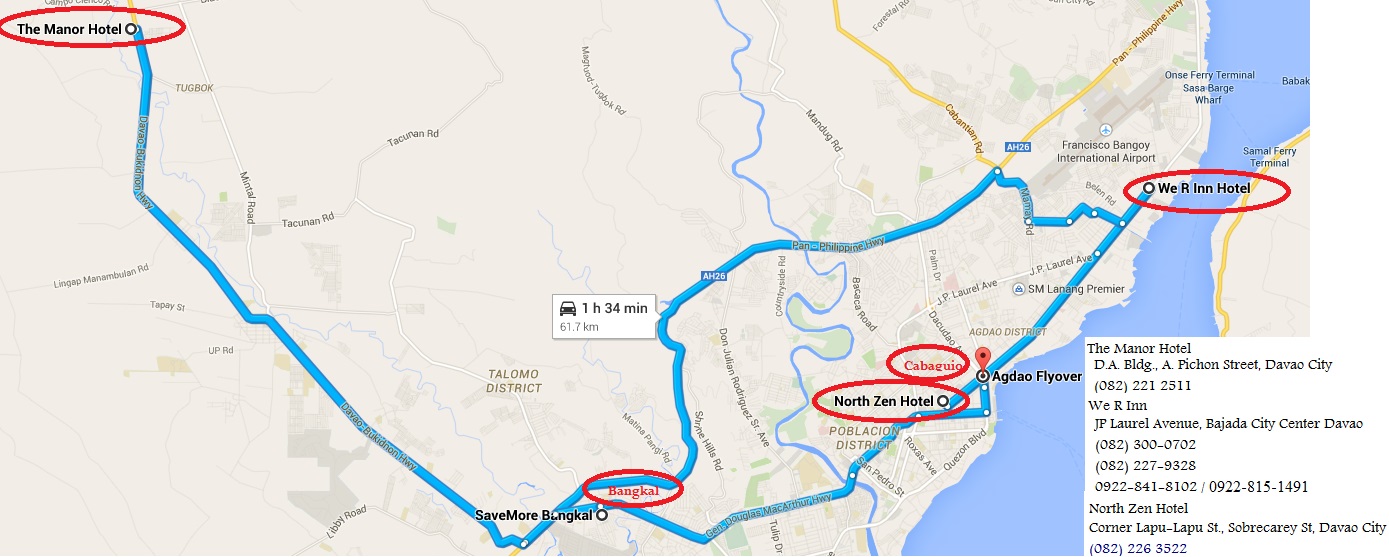 Campo Clenico Rd
The Manor Hotel
TUGBOK
Davao-Bukidnon Hwy
Mintal Road
Tacunan Rd
Tacunan Rd
Magtuod-Tugbok Rd
Lingap Manambulan Rd
Tapay St
UP Rd
Libby Road
Davao-Bukidnon Hwy
TALOMO
DISTRICT
1 h 34 min
61.7 km
Matina Pangi Rd
Bangkal
SaveMore Bangkal
Shrine Hills Rd
Don Julian Rodriguez Sr. Ave
Gen. Douglas MacArthur Hwy
Tulip Dr
Mandug Rd
AH26
Pan - Philippine Hwy
Countryside Rd
Bacaca Road
Palm Dr
Dacudao
Cabantian Rd
AH26
Pan - Philippine Hwy
Onse Ferry Terminal
Sasa Barge
Wharf
Babak
Francisco Bangoy
International Airport
Samal Ferry
Terminal
Belen Rd
Mamay Rd
We R Inn Hotel
J.P. Laurel Ave
J.P. Laurel Ave
SM Lanang Premier
AGDAO DISTRICT
Cabaguio
Agdao Flyover
North Zen Hotel
POBLACION
DISTRICT
San Pedro St
Roxas Ave
Quezon Blvd
The Manor Hotel
D.A. Bldg., A. Pichon Street, Davao City
(082) 221 2511
We R Inn
JP Laurel Avenue, Bajada City Center Davao
(082) 300-0702
(082) 227-9328
0922-841-8102 / 0922-815-1491
North Zen Hotel
Corner Lapu-Lapu St., Sobrecarey St, Davao City
(082) 226 3522